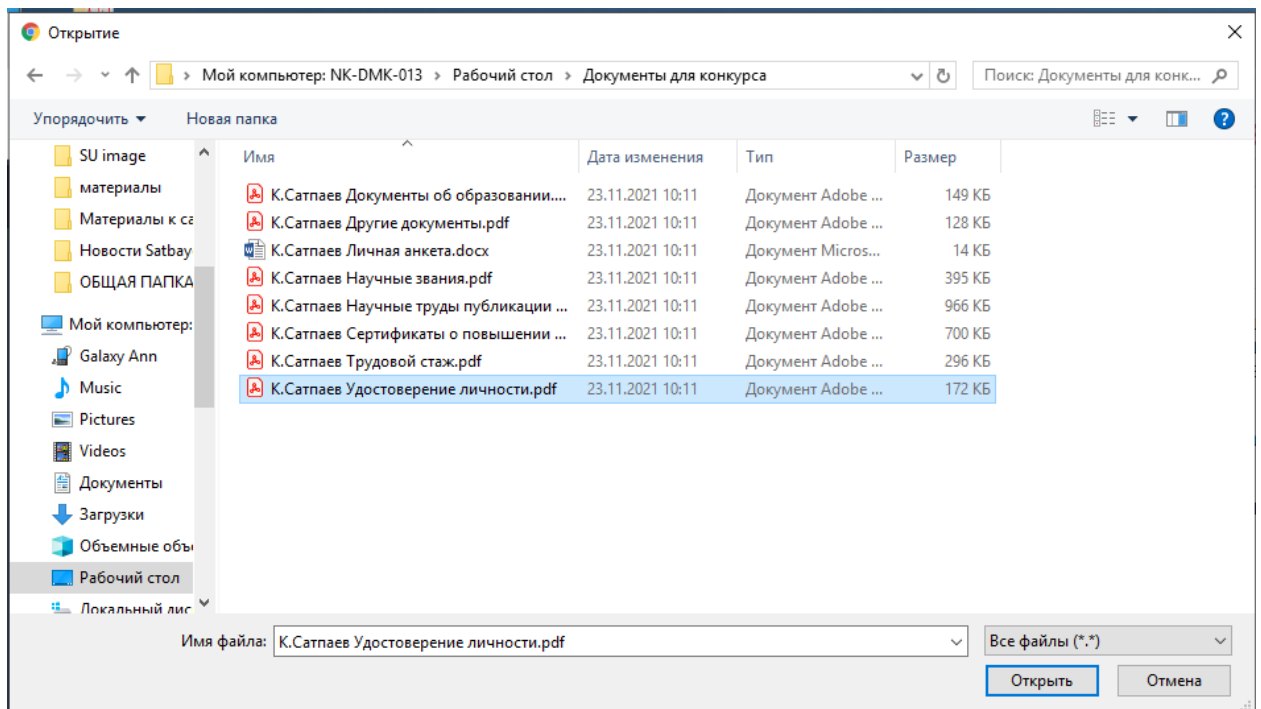 Открытие
Мой компьютер: NK-DMK-013 > Рабочий стол > Документы для конкурса
Поиск: Документы для конк...
Упорядочить
Новая папка
SU image
материалы
Материалы к са
Новости Satbay
ОБЩАЯ ПАПКА
Мой компьютер:
Galaxy Ann
Music
Pictures
Videos
Документы
Загрузки
Объемные объ
Рабочий стол
Локальный дис
Имя Дата изменения Тип Размер
К.Сатпаев Документы об образовании.... 23.11.2021 10:11 Документ Adobe ... 149 КБ
К.Сатпаев Другие документы.pdf 23.11.2021 10:11 Документ Adobe ... 128 КБ
К.Сатпаев Личная анкета.docx 23.11.2021 10:11 Документ Micros... 14 КБ
К.Сатпаев Научные звания.pdf 23.11.2021 10:11 Документ Adobe ... 395 КБ
К.Сатпаев Научные труды публикации ... 23.11.2021 10:11 Документ Adobe ... 966 КБ
К.Сатпаев Сертификаты о повышении ... 23.11.2021 10:11 Документ Adobe ... 700 КБ
К.Сатпаев Трудовой стаж.pdf 23.11.2021 10:11 Документ Adobe ... 296 КБ
К.Сатпаев Удостоверение личности.pdf 23.11.2021 10:11 Документ Adobe ... 172 КБ
Имя файла: К.Сатпаев Удостоверение личности.pdf
Все файлы (*.*)
Открыть
Отмена